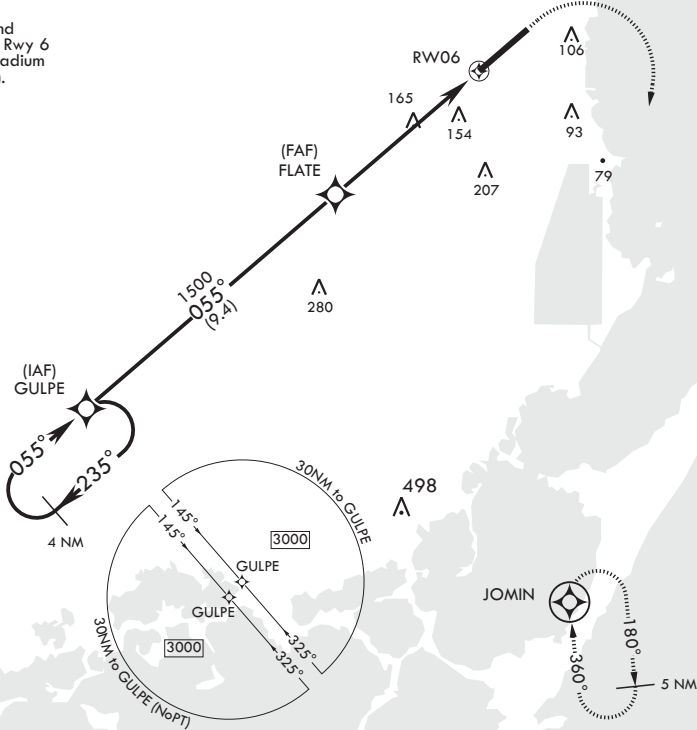 nd
Rwy 6
adium
.
RW06
106
165
154
93
(FAF)
FLATE
207
79
1500
055°
(9.4)
280
(IAF)
GULPE
055°
235°
4 NM
498
30NM to GULPE
145°
145°
3000
GULPE
GULPE
JOMIN
3000
325°
325°
30NM to GULPE (NoPT)
180°
360°
5 NM